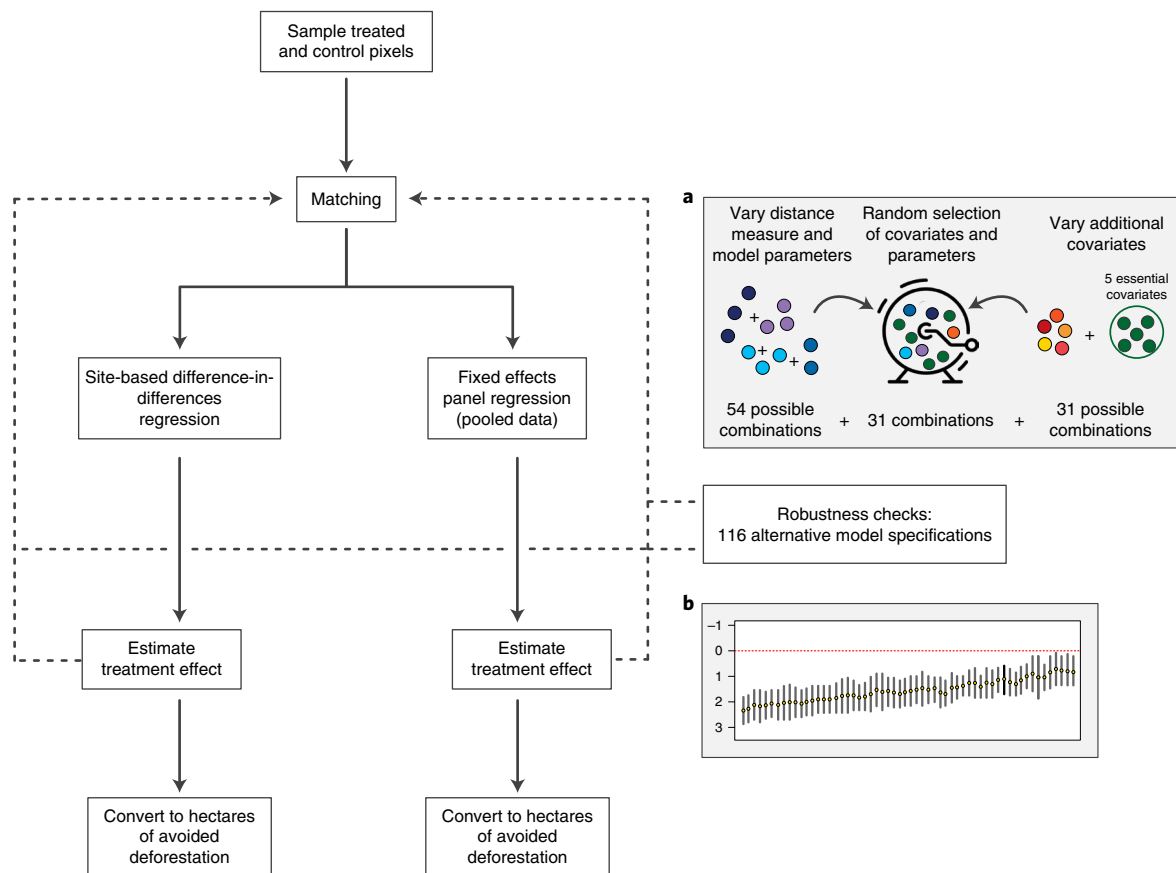 Sample treated
and control pixels
Matching
Site-based difference-in-
differences
regression
Fixed effects
panel regression
(pooled data)
Estimate
treatment effect
Estimate
treatment effect
Convert to hectares
of avoided
deforestation
Convert to hectares
of avoided
deforestation
a
Vary distance
measure and
model parameters
Random selection
of covariates and
parameters
Vary additional
covariates
5 essential
covariates
+
+
+
+
54 possible
combinations
+
31 combinations
+
31 possible
combinations
Robustness checks:
116 alternative model specifications
b
–1
0
1
2
3